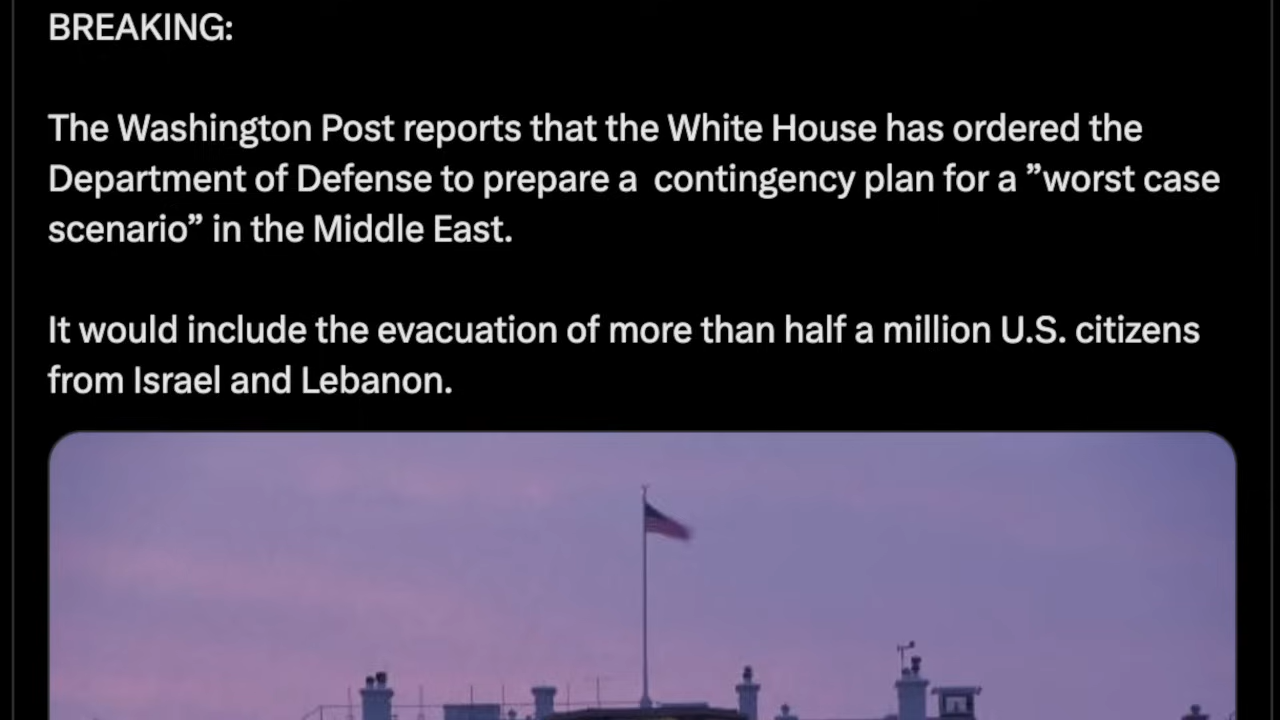 BREAKING:
The Washington Post reports that the White House has ordered the
Department of Defense to prepare a  contingency plan for a ”worst case
scenario” in the Middle East.
It would include the evacuation of more than half a million U.S. citizens
from Israel and Lebanon.